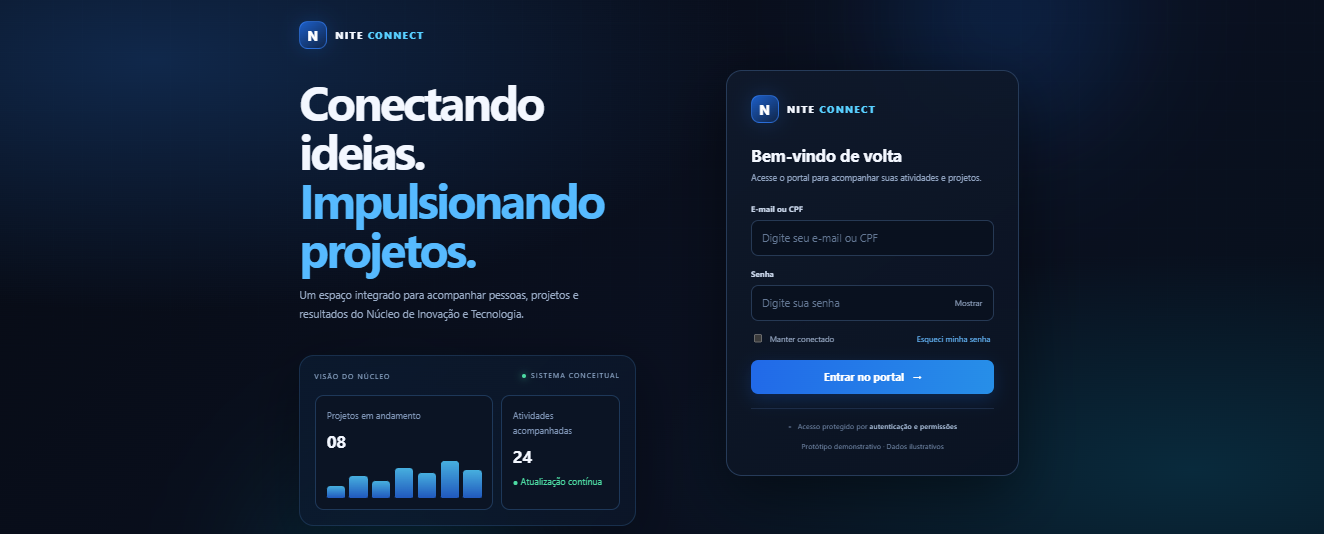 N NITE CONNECT
Conectando
ideias.
Impulsionando
projetos.
Um espaço integrado para acompanhar pessoas, projetos e
resultados do Núcleo de Inovação e Tecnologia.
VISÃO DO NÚCLEO
● SISTEMA CONCEITUAL
Projetos em andamento
08
Atividades
acompanhadas
24
● Atualização contínua
N NITE CONNECT
Bem-vindo de volta
Acesse o portal para acompanhar suas atividades e projetos.
E-mail ou CPF
Digite seu e-mail ou CPF
Senha
Digite sua senha
Mostrar
Manter conectado
Esqueci minha senha
Entrar no portal →
Acesso protegido por autenticação e permissões
Protótipo demonstrativo · Dados ilustrativos